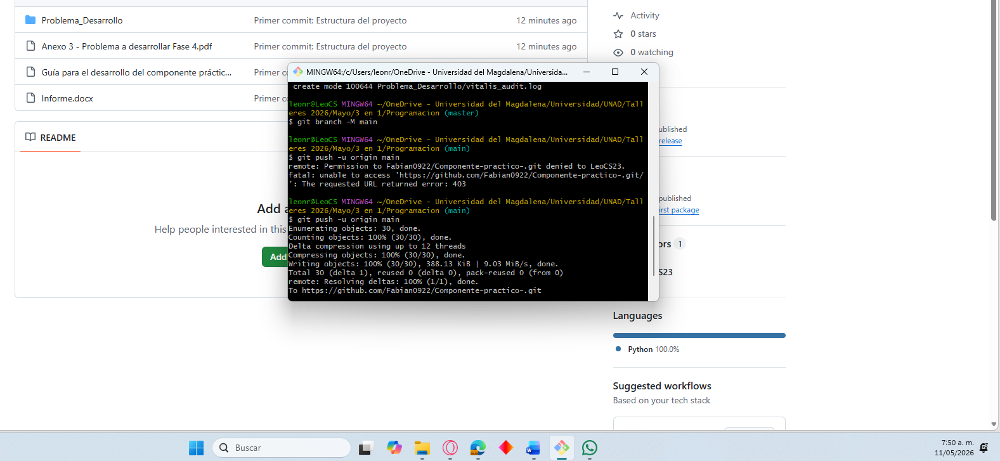 Problema_Desarrollo Primer commit: Estructura del proyecto 12 minutes ago
Anexo 3 - Problema a desarrollar Fase 4.pdf Primer commit: Estructura del proyecto 12 minutes ago
Guía para el desarrollo del componente práctic... Primer c
Informe.docx Primer c
README
Add a
Help people interested in this
Add
MINGW64:/c/Users/leonr/OneDrive - Universidad del Magdalena/Universida...
create mode 100644 Problema_Desarrollo/vitalis_audit.log
leonr@LeoCS MINGW64 ~/OneDrive - Universidad del Magdalena/Universidad/UNAD/Tall
eres 2026/Mayo/3 en 1/Programacion (master)
$ git branch -M main
leonr@LeoCS MINGW64 ~/OneDrive - Universidad del Magdalena/Universidad/UNAD/Tall
eres 2026/Mayo/3 en 1/Programacion (main)
$ git push -u origin main
remote: Permission to Fabian0922/Componente-practico-.git denied to LeoCS23.
fatal: unable to access 'https://github.com/Fabian0922/Componente-practico-.git/
': The requested URL returned error: 403
leonr@LeoCS MINGW64 ~/OneDrive - Universidad del Magdalena/Universidad/UNAD/Tall
eres 2026/Mayo/3 en 1/Programacion (main)
$ git push -u origin main
Enumerating objects: 30, done.
Counting objects: 100% (30/30), done.
Delta compression using up to 12 threads
Compressing objects: 100% (30/30), done.
Writing objects: 100% (30/30), 388.13 KiB | 9.03 MiB/s, done.
Total 30 (delta 1), reused 0 (delta 0), pack-reused 0 (from 0)
remote: Resolving deltas: 100% (1/1), done.
To https://github.com/Fabian0922/Componente-practico-.git
Activity
0 stars
0 watching
ublished
release
published
irst package
ors 1
S23
Languages
Python 100.0%
Suggested workflows
Based on your tech stack
Buscar
7:50 a. m.
11/05/2026